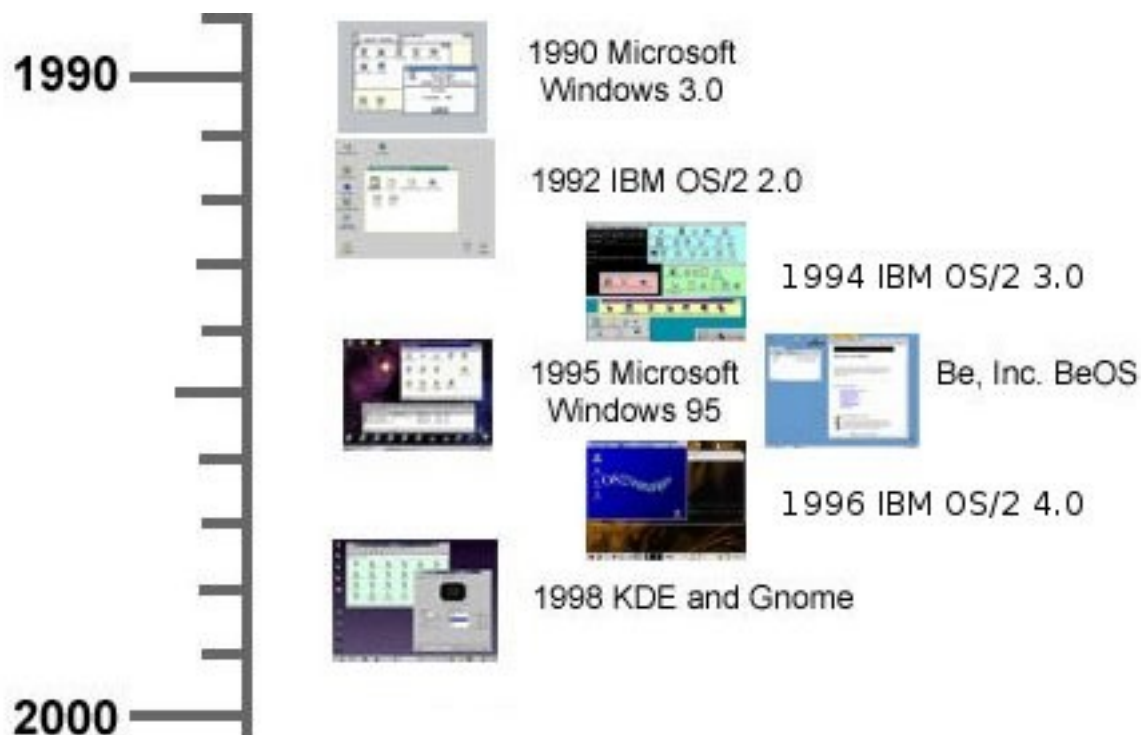 1990
1990 Microsoft
Windows 3.0
1992 IBM OS/2 2.0
1994 IBM OS/2 3.0
1995 Microsoft
Windows 95
Be, Inc. BeOS
1996 IBM OS/2 4.0
1998 KDE and Gnome
2000